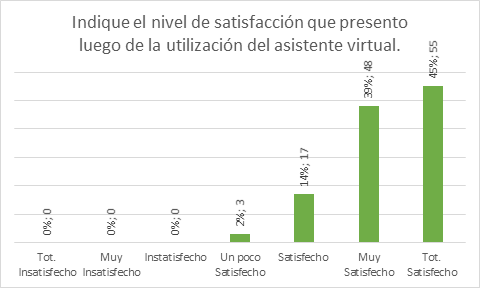 Indique el nivel de satisfacción que presento
luego de la utilización del asistente virtual.
0%; 0
0%; 0
0%; 0
2%; 3
14%; 17
39%; 48
45%; 55
Tot.
Insatisfecho
Muy
Insatisfecho
Instatisfecho
Un poco
Satisfecho
Satisfecho
Muy
Satisfecho
Tot.
Satisfecho